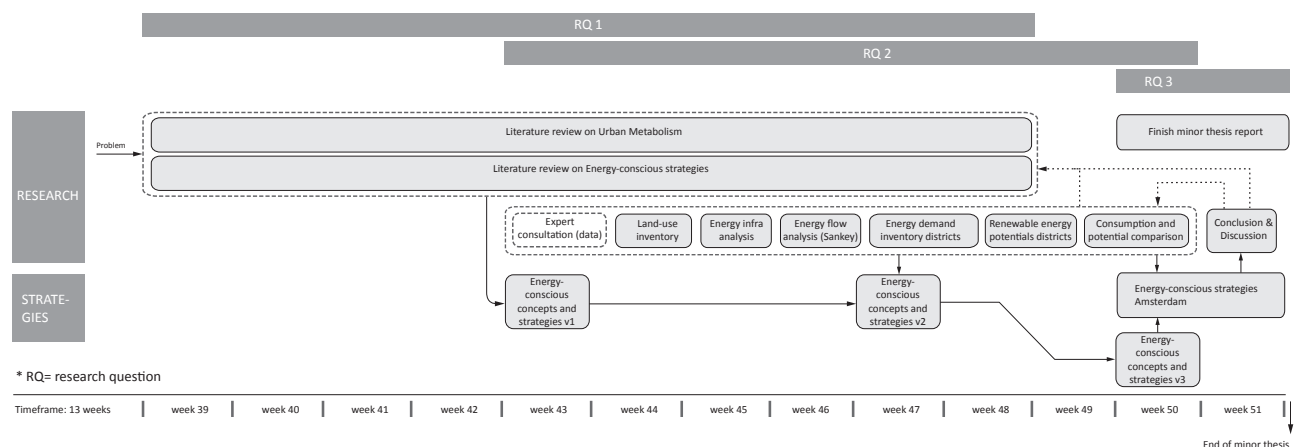 RQ 1
RQ 2
RQ 3
RESEARCH
Problem
Literature review on Urban Metabolism
Literature review on Energy-conscious strategies
Finish minor thesis report
Expert
consultation (data)
Land-use
inventory
Energy infra
analysis
Energy flow
analysis (Sankey)
Energy demand
inventory districts
Renewable energy
potentials districts
Consumption and
potential comparison
Conclusion &
Discussion
STRATE-
GIES
Energy-
conscious
concepts and
strategies v1
Energy-
conscious
concepts and
strategies v2
Energy-conscious strategies
Amsterdam
Energy-
conscious
concepts and
strategies v3
* RQ= research question
Timeframe: 13 weeks
week 39
week 40
week 41
week 42
week 43
week 44
week 45
week 46
week 47
week 48
week 49
week 50
week 51
End of minor thesis